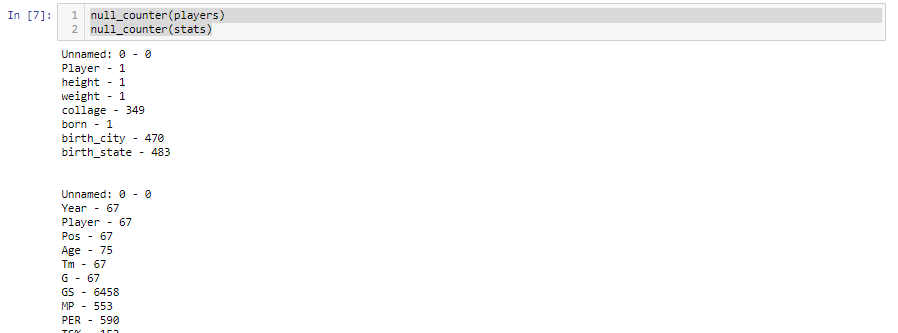 In [7]:
1 null_counter(players)
2 null_counter(stats)
Unnamed: 0 - 0
Player - 1
height - 1
weight - 1
collage - 349
born - 1
birth_city - 470
birth_state - 483
Unnamed: 0 - 0
Year - 67
Player - 67
Pos - 67
Age - 75
Tm - 67
G - 67
GS - 6458
MP - 553
PER - 590